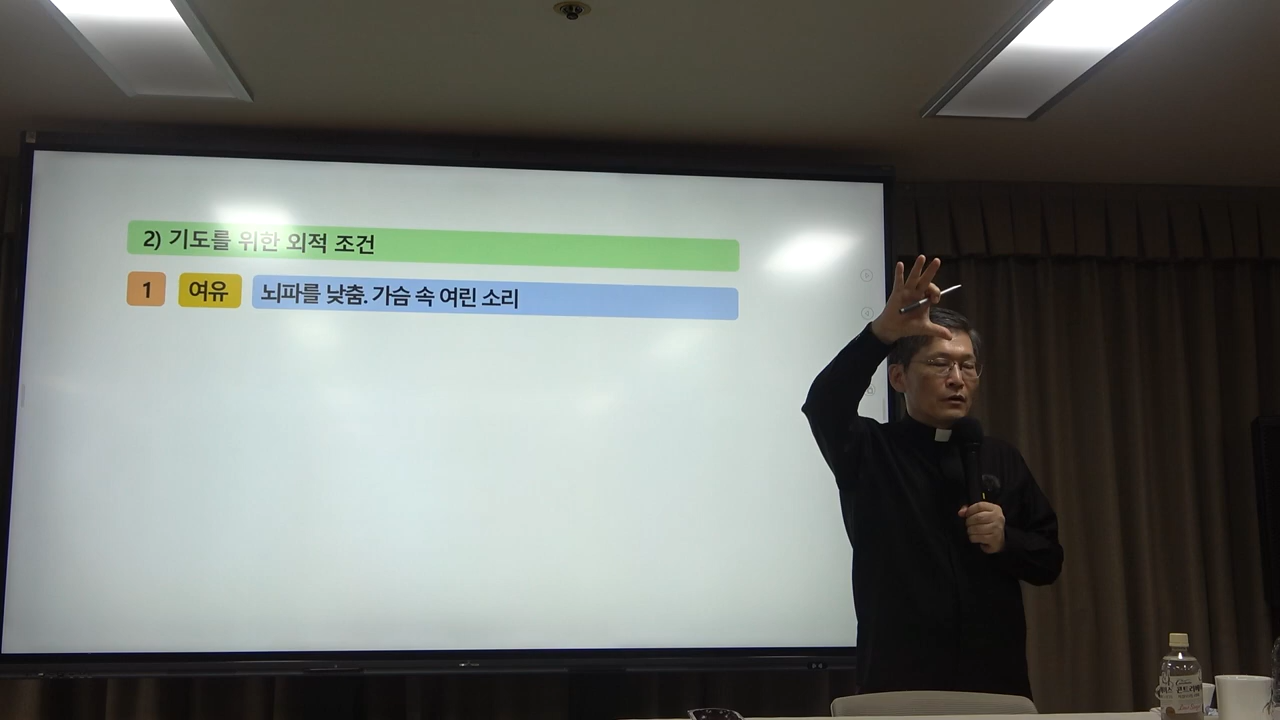 2) 기도를 위한 외적 조건
1 여유 뇌파를 낮춤. 가슴 속 여린 소리